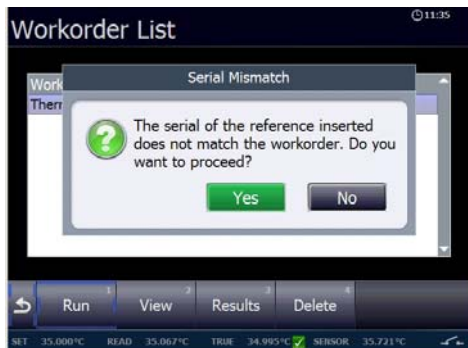 Workorder List
11:35
Work
Serial Mismatch
Therm
The serial of the reference inserted
does not match the workorder. Do you
want to proceed?
Yes
No
1
2
3
4
Run
View
Results
Delete
SET 35.000°C READ 35.067°C TRUE 34.995°C SENSOR 35.721°C